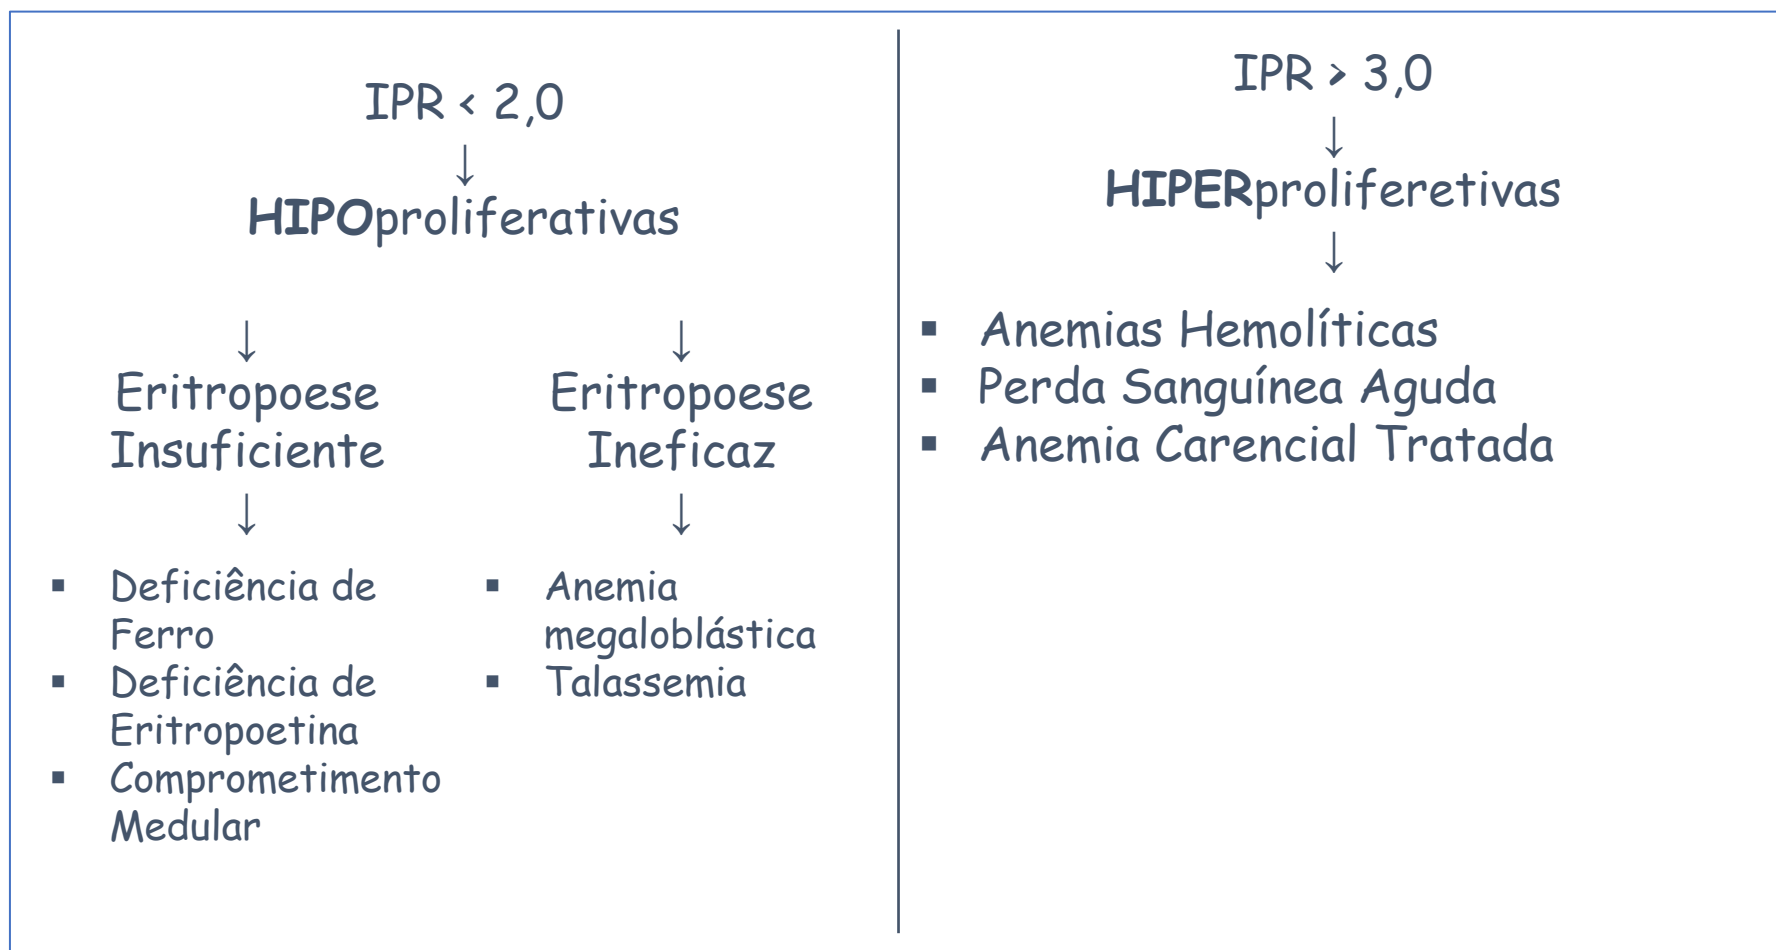 IPR < 2,0
↓
HIPOproliferativas
↓
Eritropoese
Insuficiente
↓
▪ Deficiência de
Ferro
▪ Deficiência de
Eritropoetina
▪ Comprometimento
Medular
↓
Eritropoese
Ineficaz
↓
▪ Anemia
megaloblástica
▪ Talassemia
IPR > 3,0
↓
HIPERproliferetivas
↓
▪ Anemias Hemolíticas
▪ Perda Sanguínea Aguda
▪ Anemia Carencial Tratada